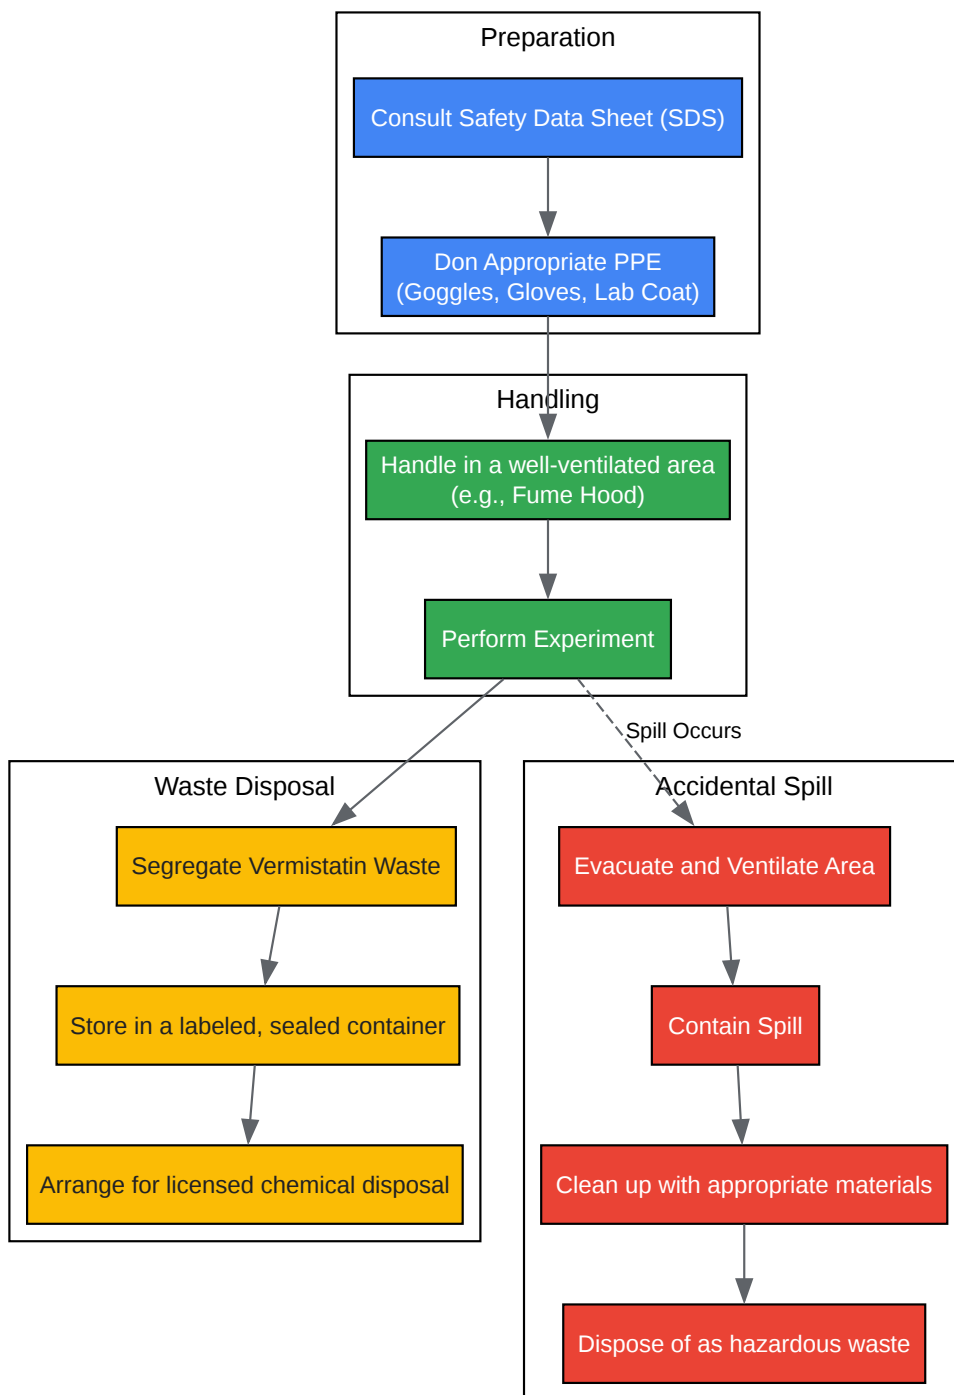 Preparation
Consult Safety Data Sheet (SDS)
Don Appropriate PPE
(Goggles, Gloves, Lab Coat)
Handling
Handle in a well-ventilated area
(e.g., Fume Hood)
Perform Experiment
Spill Occurs
Waste Disposal
Segregate Vermistatin Waste
Store in a labeled, sealed container
Arrange for licensed chemical disposal
Accidental Spill
Evacuate and Ventilate Area
Contain Spill
Clean up with appropriate materials
Dispose of as hazardous waste